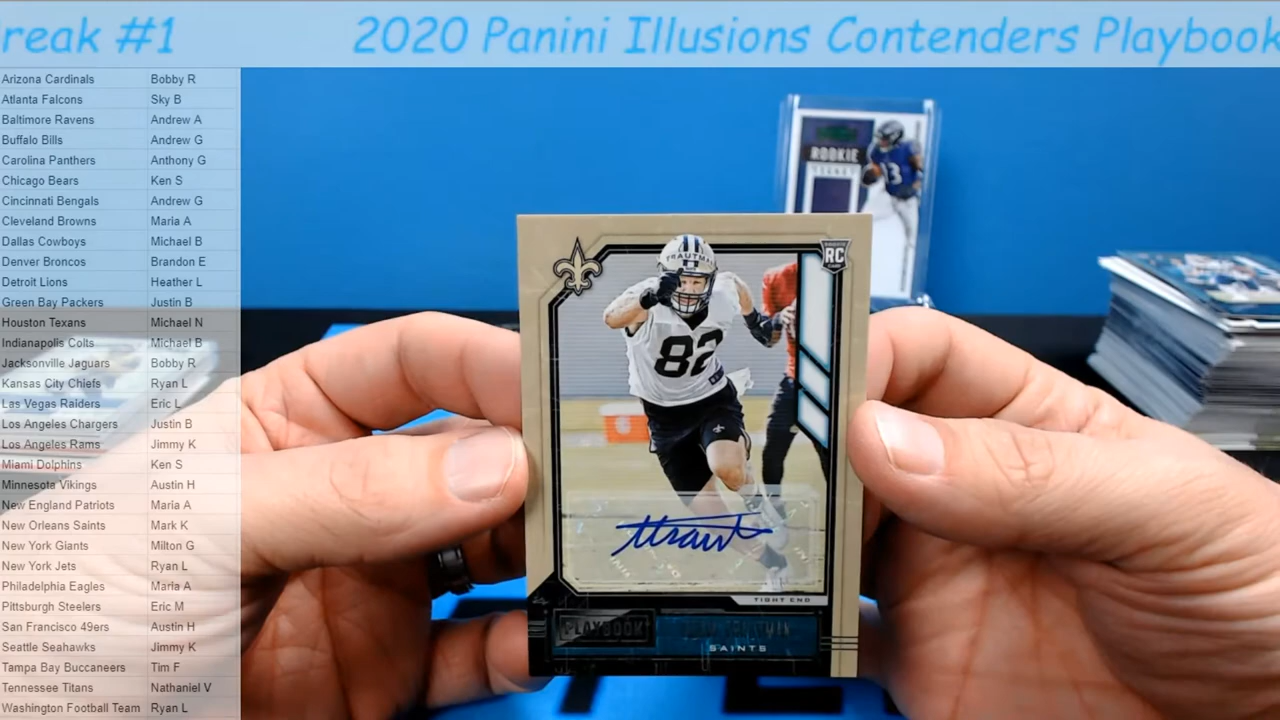 reak #1
2020 Panini Illusions Contenders Playbook
Arizona Cardinals Bobby R
Atlanta Falcons Sky B
Baltimore Ravens Andrew A
Buffalo Bills Andrew G
Carolina Panthers Anthony G
Chicago Bears Ken S
Cincinnati Bengals Andrew G
Cleveland Browns Maria A
Dallas Cowboys Michael B
Denver Broncos Brandon E
Detroit Lions Heather L
Green Bay Packers Justin B
Houston Texans Michael N
Indianapolis Colts Michael B
Jacksonville Jaguars Bobby R
Kansas City Chiefs Ryan L
Las Vegas Raiders Eric L
Los Angeles Chargers Justin B
Los Angeles Rams Jimmy K
Miami Dolphins Ken S
Minnesota Vikings Austin H
New England Patriots Maria A
New Orleans Saints Mark K
New York Giants Milton G
New York Jets Ryan L
Philadelphia Eagles Maria A
Pittsburgh Steelers Eric M
San Francisco 49ers Austin H
Seattle Seahawks Jimmy K
Tampa Bay Buccaneers Tim F
Tennessee Titans Nathaniel V
Washington Football Team Ryan L
ROOKIE
RC
TRAUTMAN
82
TIGHT END
PLAYBOOK
SAINTS